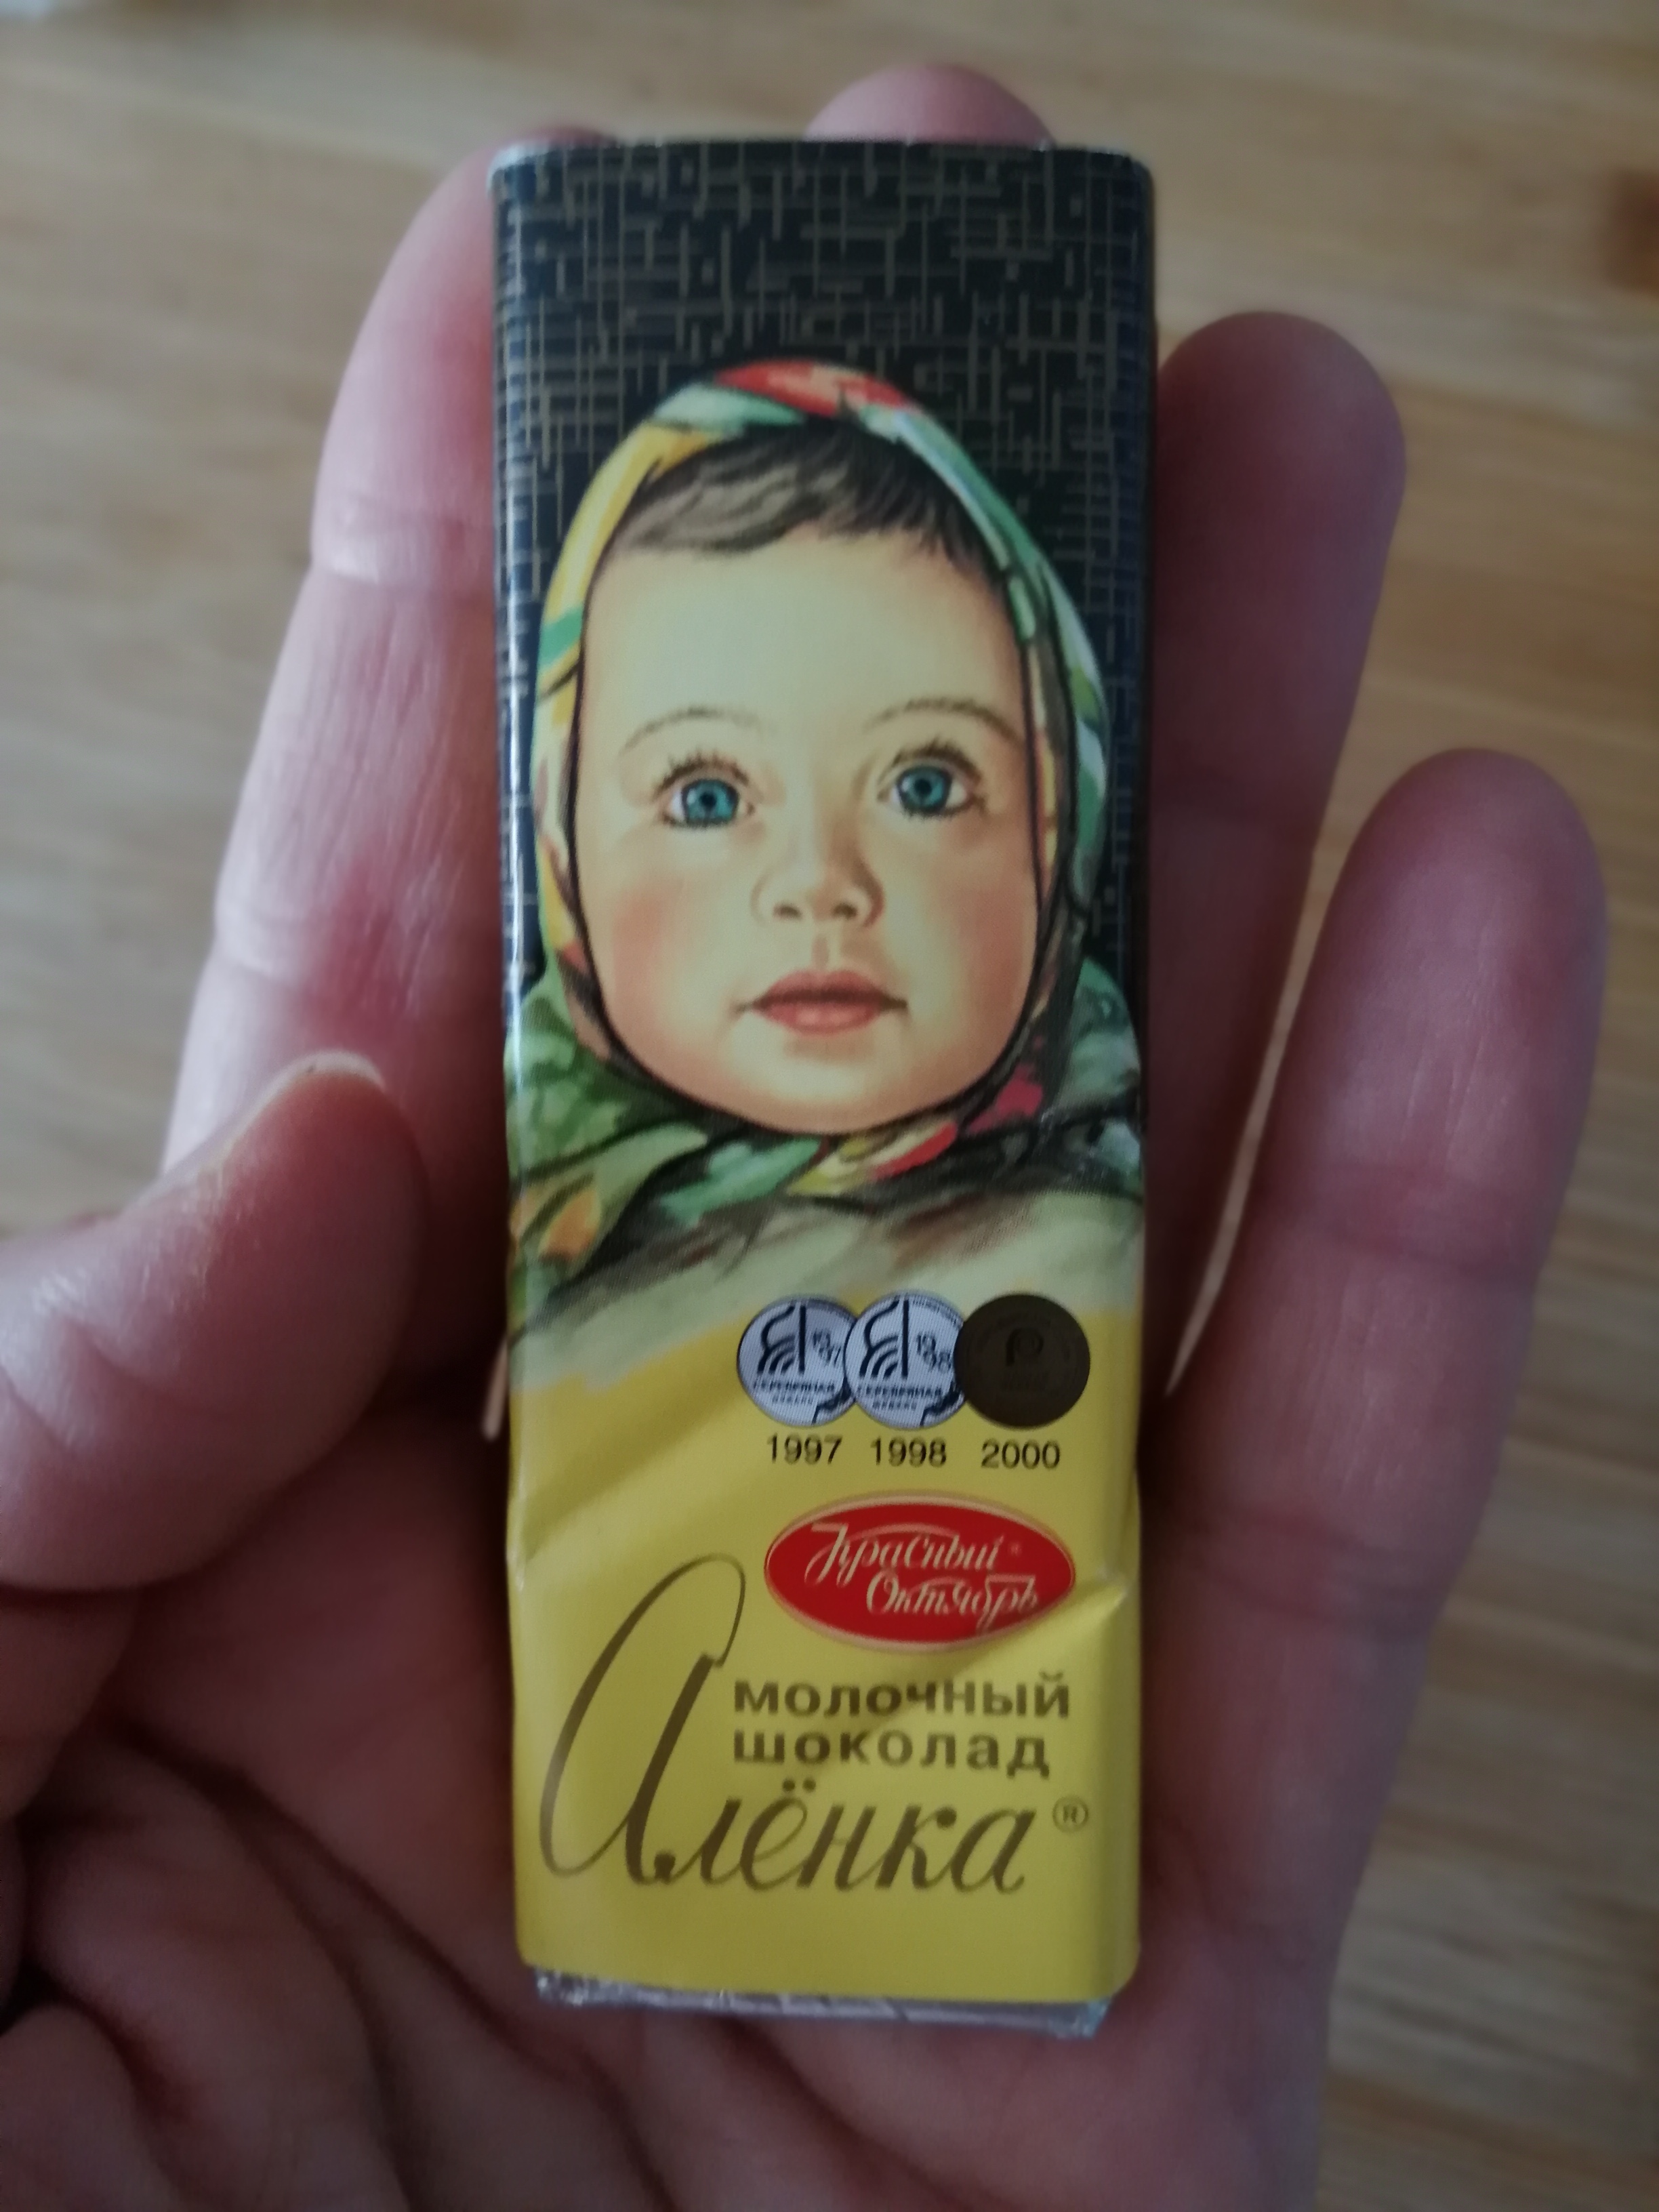 1997 1998 2000
Красный
Октябрь
молочный
шоколад
Алёнка®